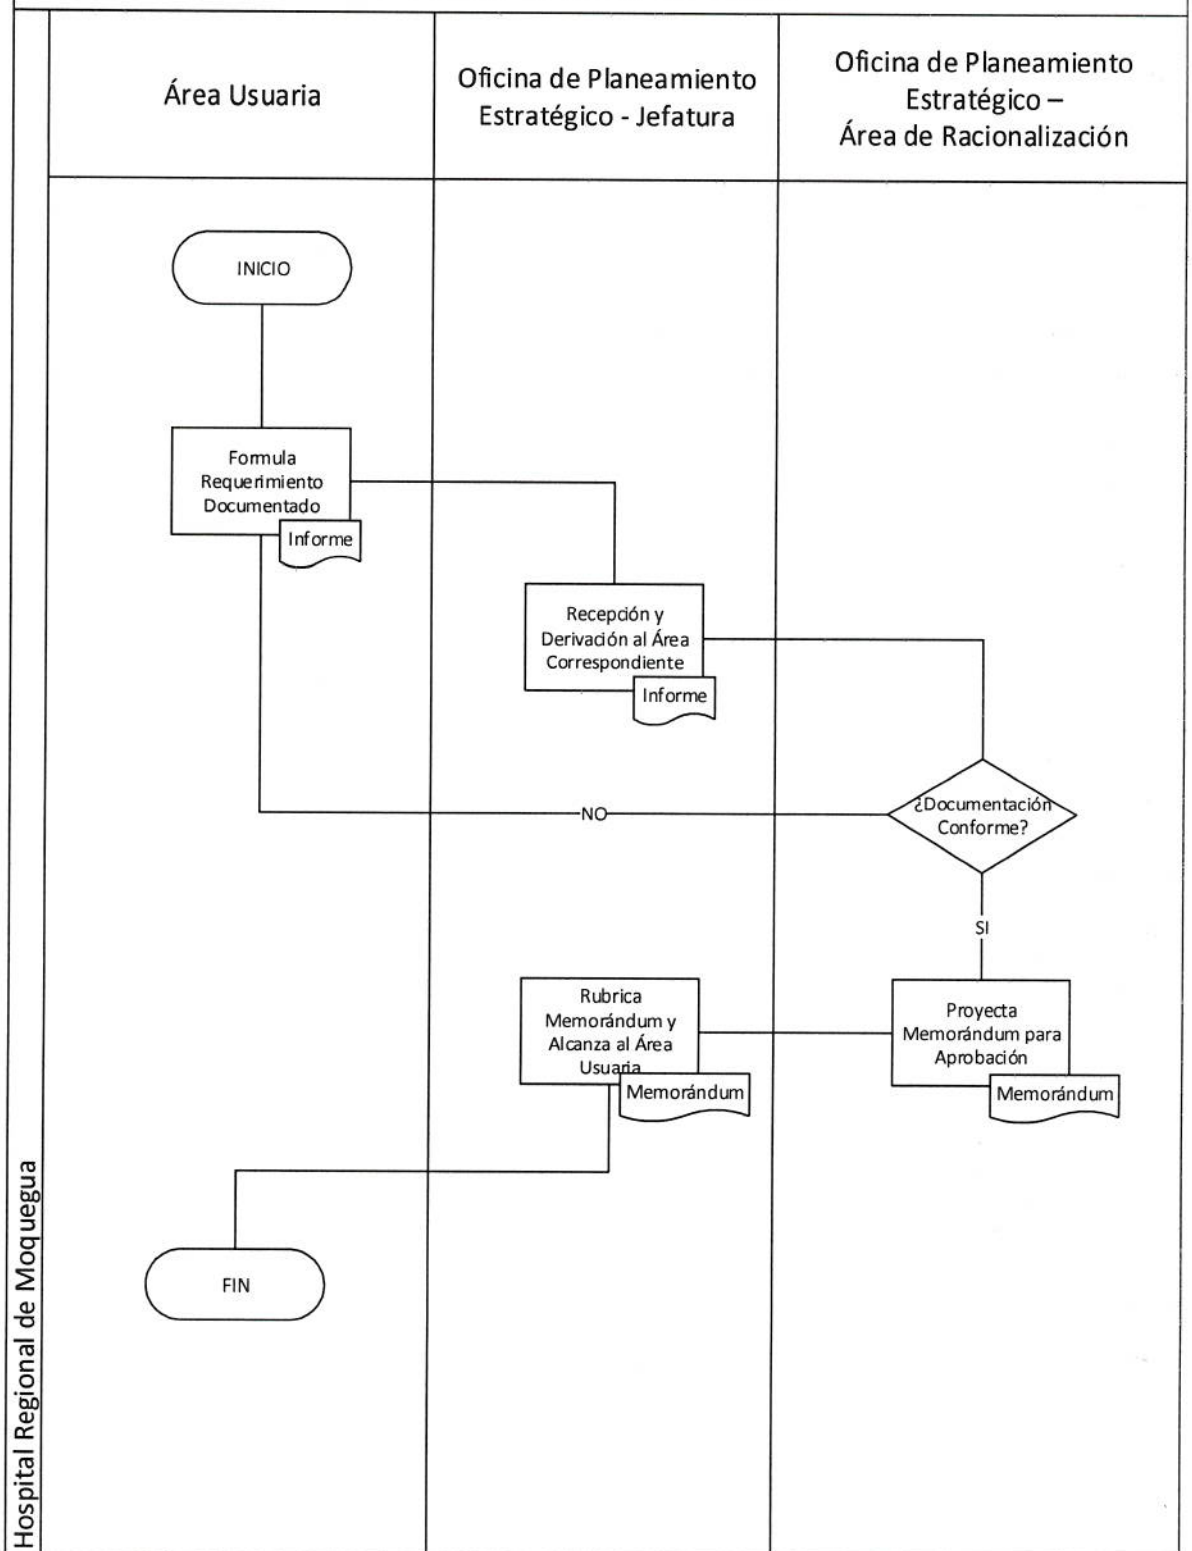 Área Usuaria
Oficina de Planeamiento
Estratégico - Jefatura
Oficina de Planeamiento
Estratégico –
Área de Racionalización
INICIO
Formula
Requerimiento
Documentado
Informe
Recepción y
Derivación al Área
Correspondiente
Informe
¿Documentación
Conforme?
NO
SI
Proyecta
Memorándum para
Aprobación
Memorándum
Rubrica
Memorándum y
Alcanza al Área
Usuaria
Memorándum
FIN
Hospital Regional de Moquegua